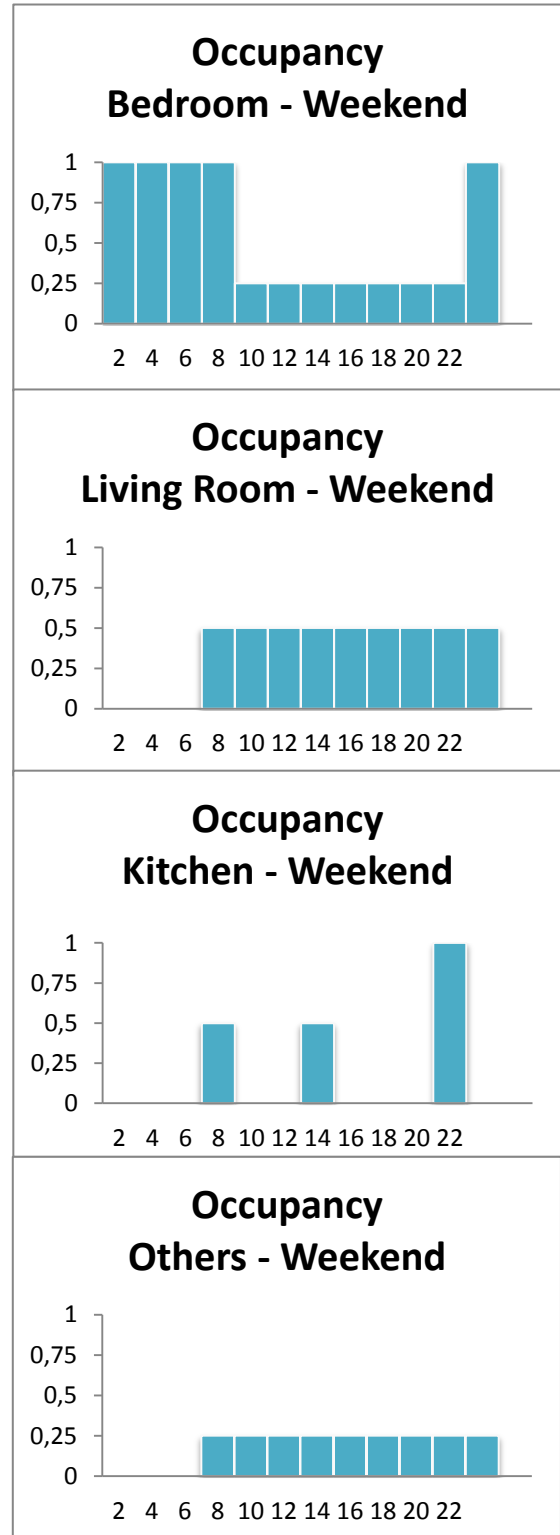 Occupancy
Bedroom - Weekend
1
0,75
0,5
0,25
0
2 4 6 8 10 12 14 16 18 20 22
Occupancy
Living Room - Weekend
1
0,75
0,5
0,25
0
2 4 6 8 10 12 14 16 18 20 22
Occupancy
Kitchen - Weekend
1
0,75
0,5
0,25
0
2 4 6 8 10 12 14 16 18 20 22
Occupancy
Others - Weekend
1
0,75
0,5
0,25
0
2 4 6 8 10 12 14 16 18 20 22